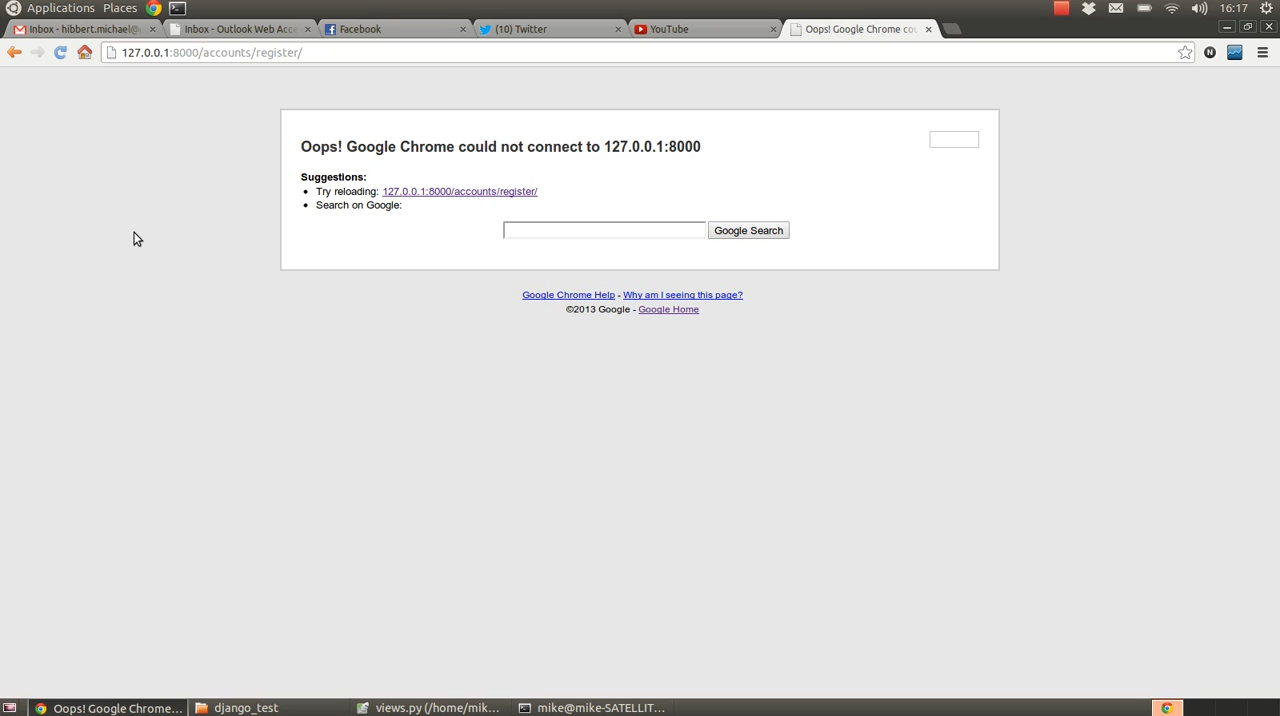 Applications Places 16:17
Inbox - hibbert.michael@ Inbox - Outlook Web Acc Facebook (10) Twitter YouTube Oops! Google Chrome cou
127.0.0.1:8000/accounts/register/
Oops! Google Chrome could not connect to 127.0.0.1:8000
Suggestions:
Try reloading: 127.0.0.1:8000/accounts/register/
Search on Google:
Google Search
Google Chrome Help - Why am I seeing this page?
©2013 Google - Google Home
Oops! Google Chrome... django_test views.py (/home/mik... mike@mike-SATELLIT...